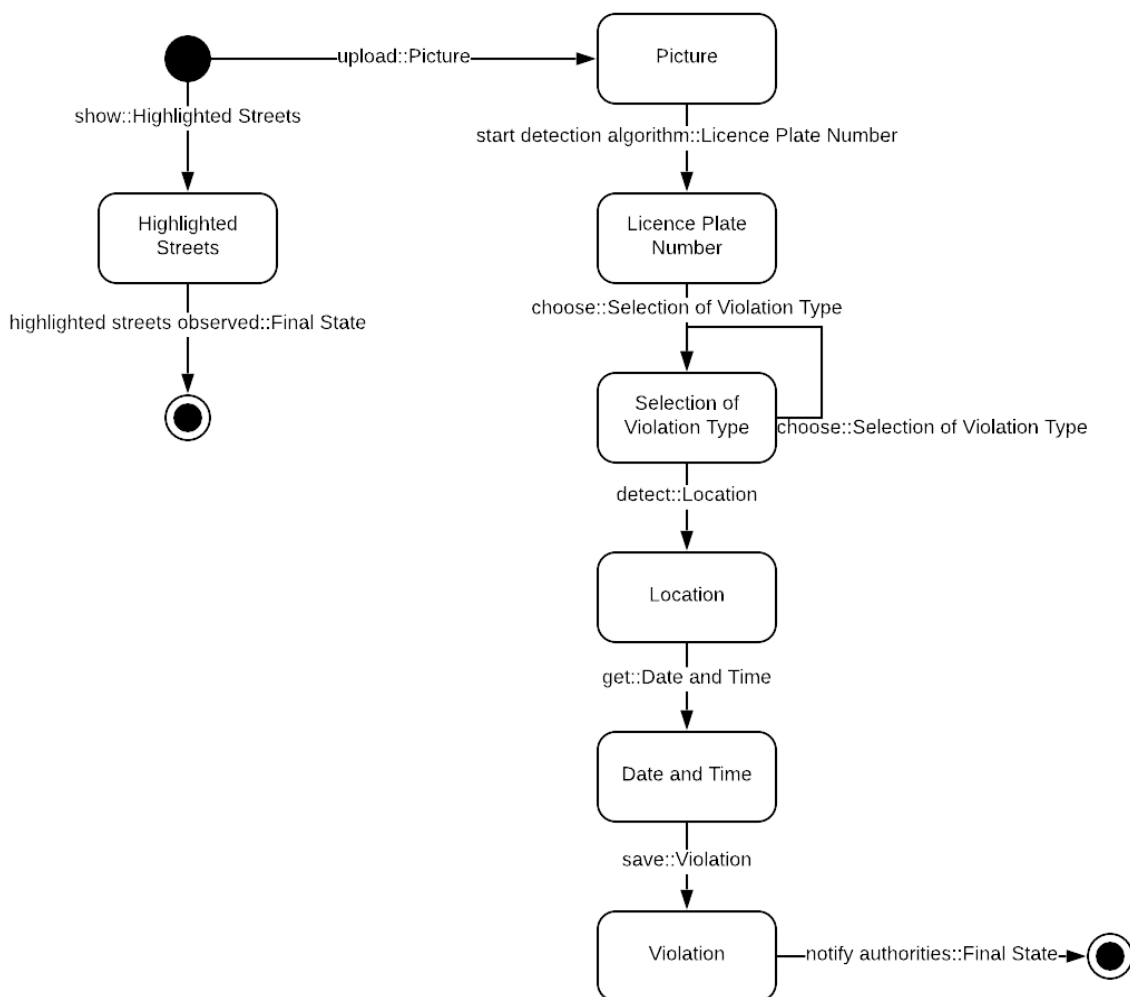 upload::Picture
Picture
show::Highlighted Streets
start detection algorithm::Licence Plate Number
Highlighted
Streets
Licence Plate
Number
choose::Selection of Violation Type
highlighted streets observed::Final State
Selection of
Violation Type
choose::Selection of Violation Type
detect::Location
Location
get::Date and Time
Date and Time
save::Violation
Violation
notify authorities::Final State